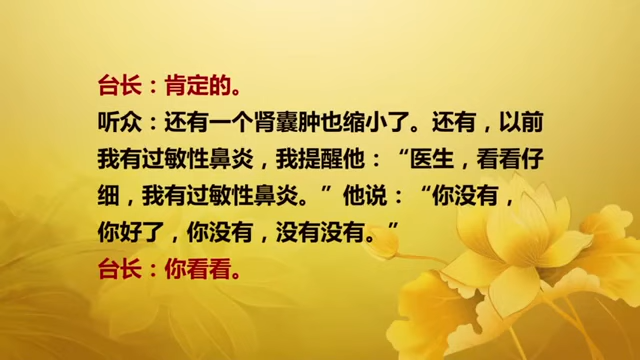 台长：肯定的。
听众：还有一个肾囊肿也缩小了。还有，以前
我有过敏性鼻炎，我提醒他：“医生，看看仔
细，我有过敏性鼻炎。”他说：“你没有，
你好了，你没有，没有没有。”
台长：你看看。